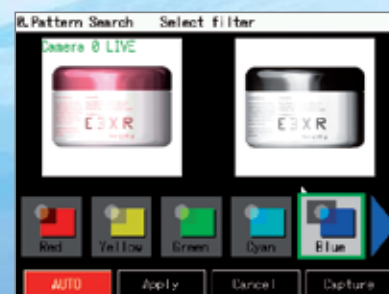 0.Pattern Search Select filter
Camera 0 LIVE
E3XR
E3XR
Red Yellow Green Cyan Blue
AUTO Apply Cancel Capture